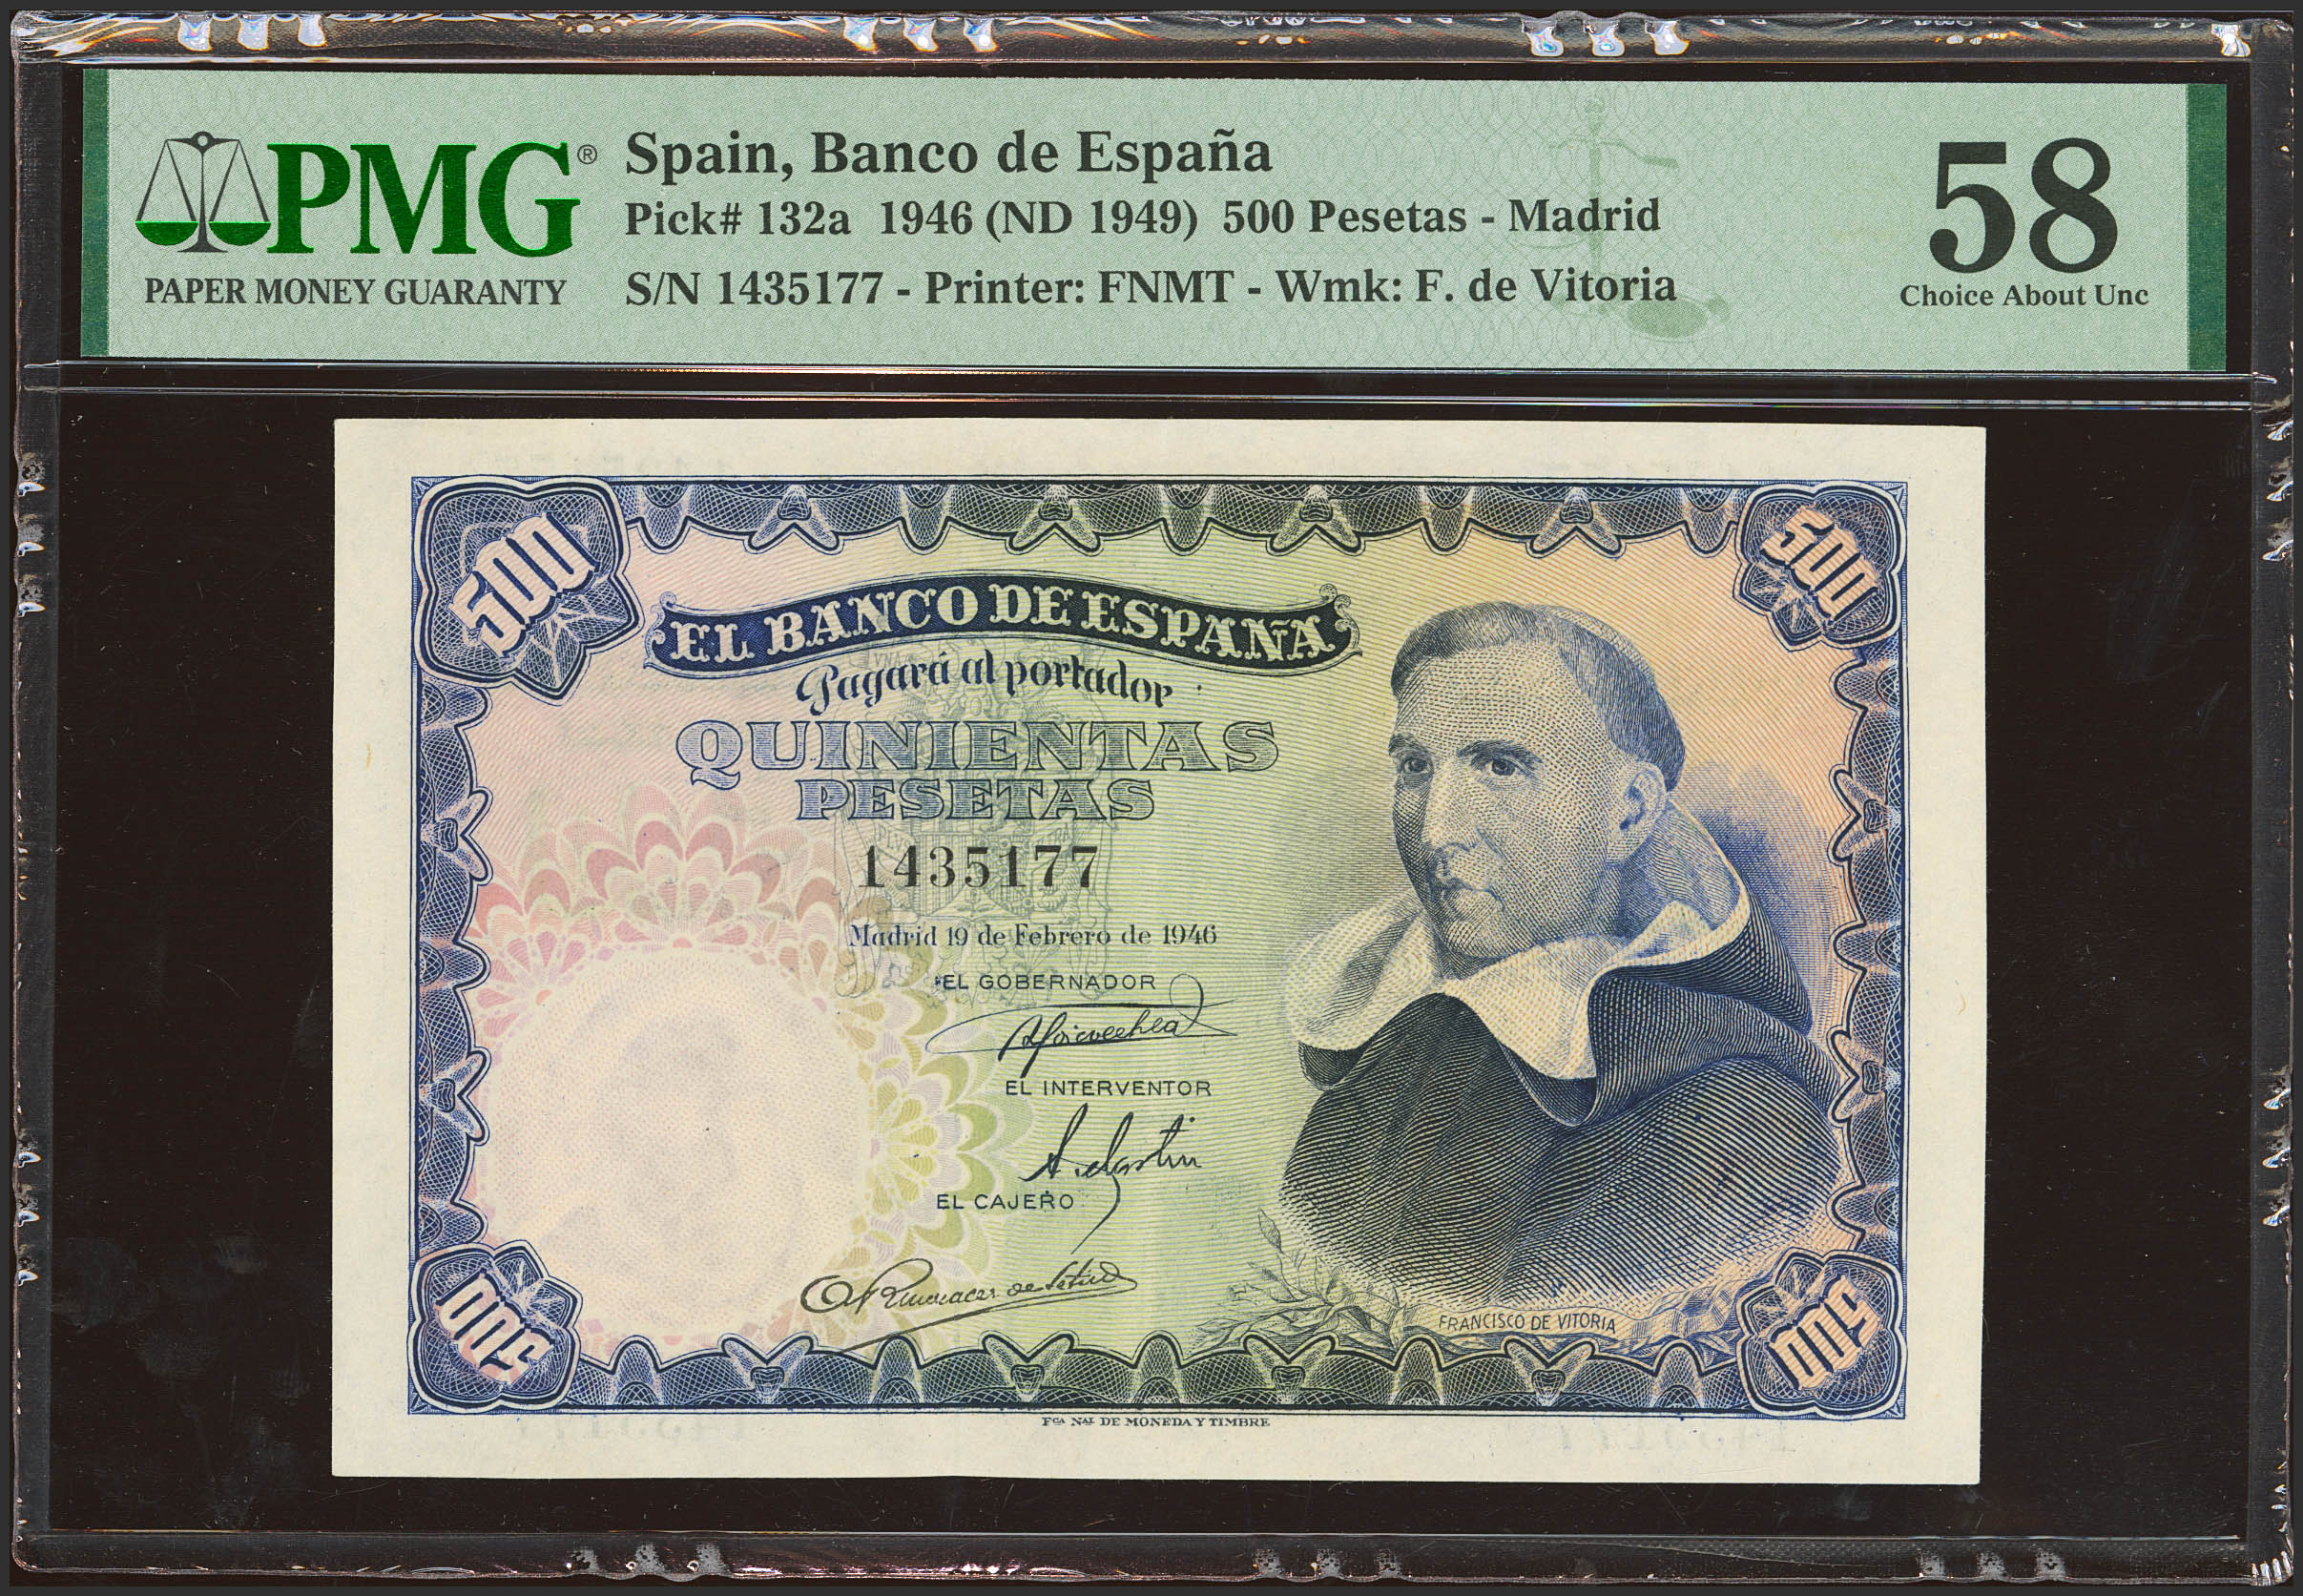 PMG®
PAPER MONEY GUARANTY
Spain, Banco de España
Pick# 132a 1946 (ND 1949) 500 Pesetas - Madrid
S/N 1435177 - Printer: FNMT - Wmk: F. de Vitoria
58
Choice About Unc
500
500
EL BANCO DE ESPAÑA
Pagará al portador
QUINIENTAS
PESETAS
1435177
Madrid 19 de Febrero de 1946
EL GOBERNADOR
EL INTERVENTOR
EL CAJERO
FRANCISCO DE VITORIA
500
500
FCA NAL DE MONEDA Y TIMBRE